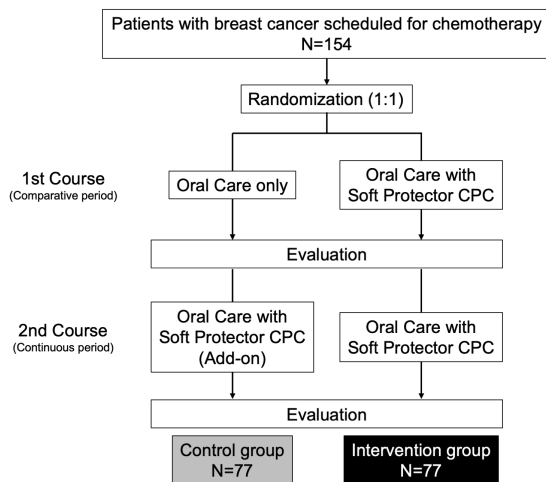 Patients with breast cancer scheduled for chemotherapy
N=154
Randomization (1:1)
1st Course
(Comparative period)
Oral Care only
Oral Care with
Soft Protector CPC
Evaluation
2nd Course
(Continuous period)
Oral Care with
Soft Protector CPC
(Add-on)
Oral Care with
Soft Protector CPC
Evaluation
Control group
N=77
Intervention group
N=77